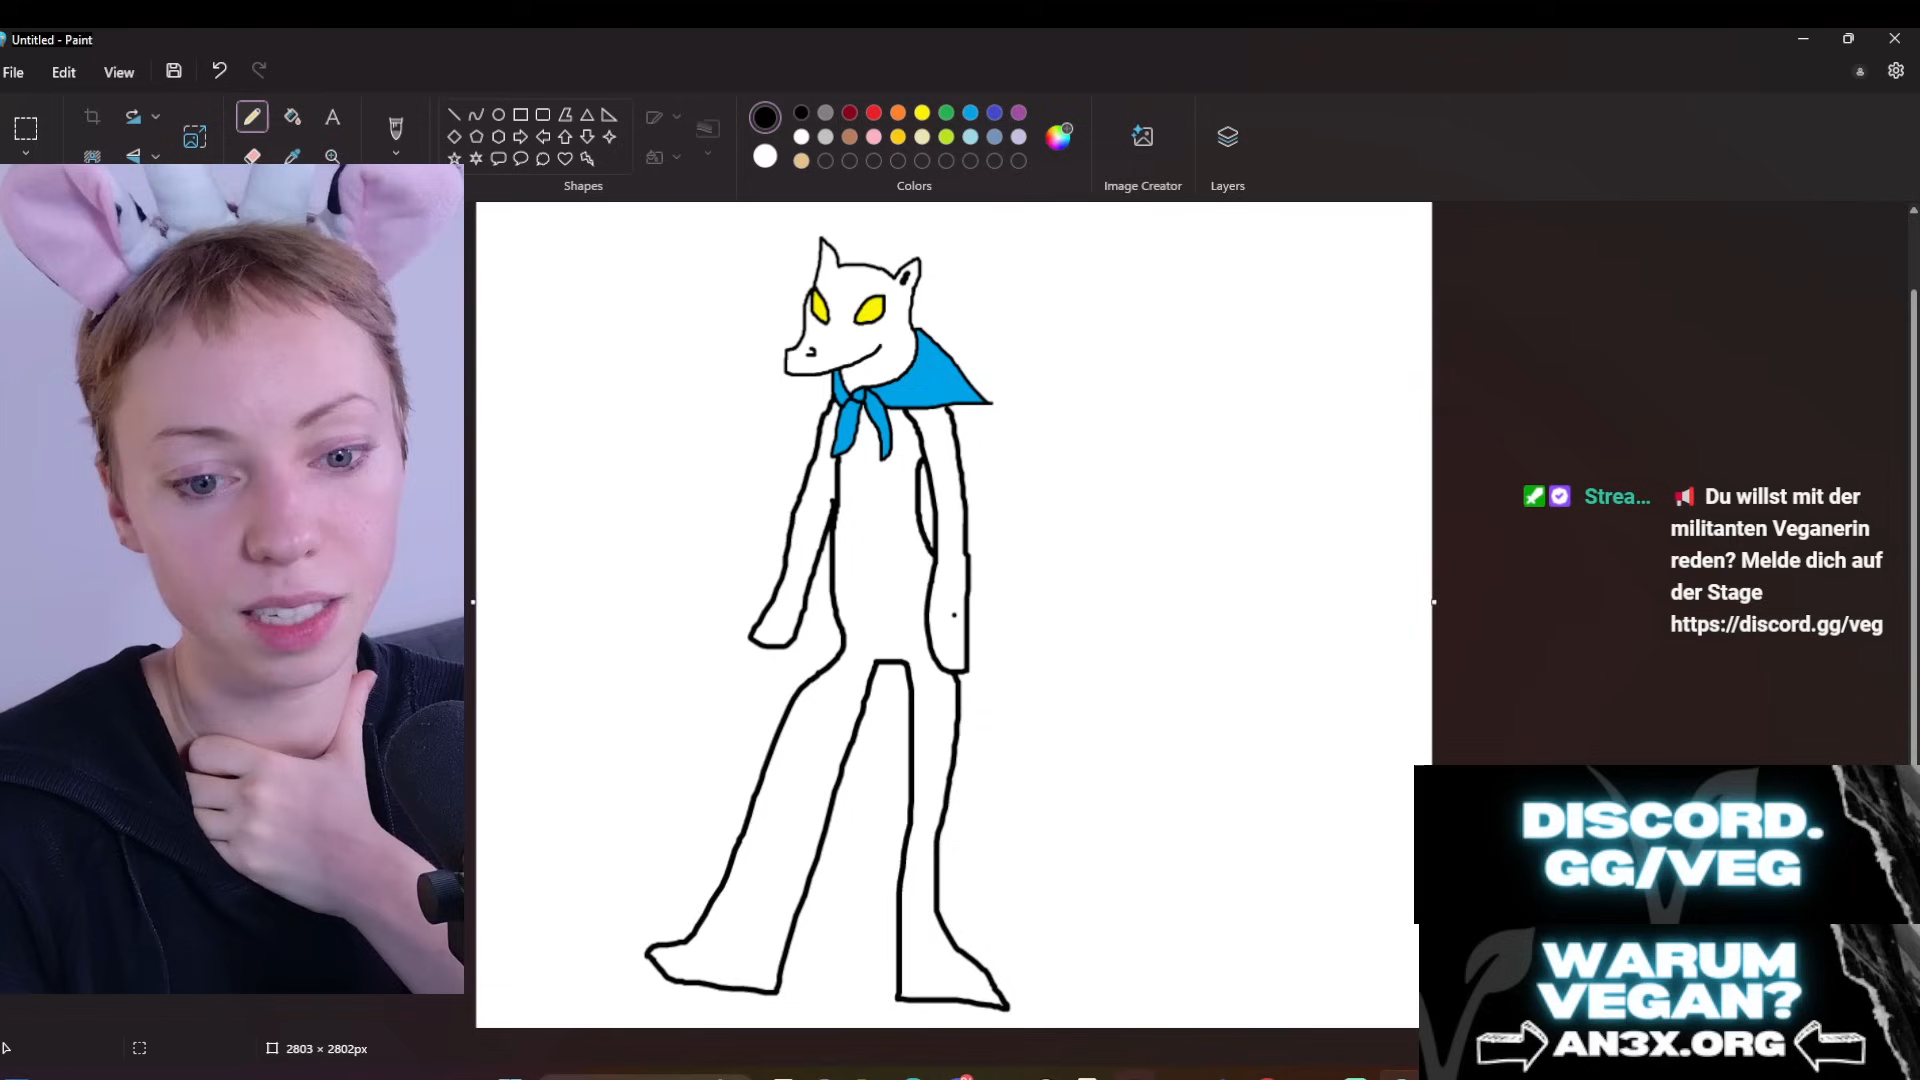 Untitled - Paint
File Edit View
Shapes
Colors
Image Creator
Layers
Strea... 📢 Du willst mit der
militanten Veganerin
reden? Melde dich auf
der Stage
https://discord.gg/veg
DISCORD.
GG/VEG
WARUM
VEGAN?
AN3X.ORG
2803 × 2802px